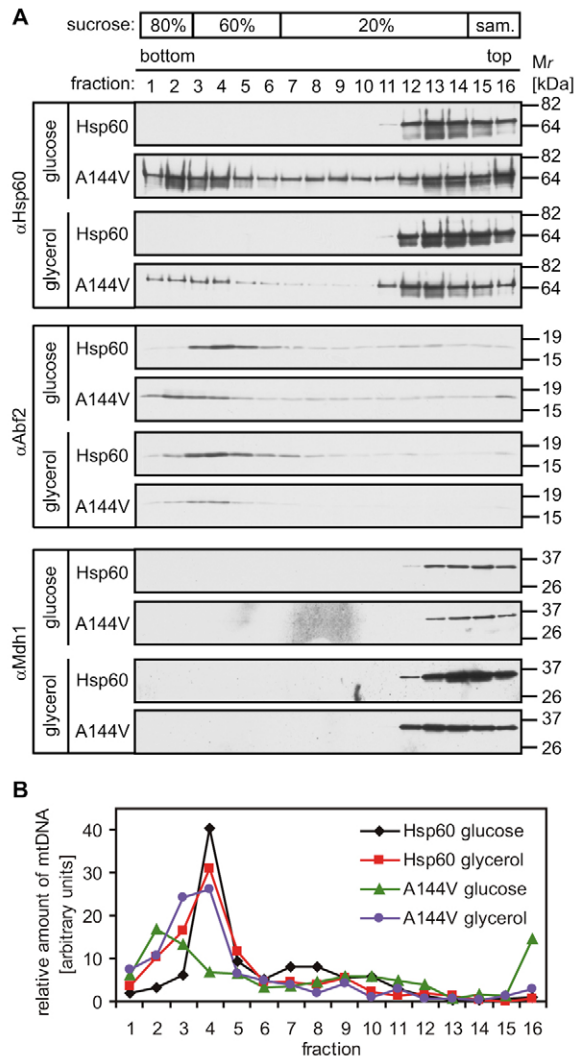 A
sucrose: 80% 60% 20% sam.
bottom top
Mr
[kDa]
fraction: 1 2 3 4 5 6 7 8 9 10 11 12 13 14 15 16
αHsp60
glucose
Hsp60
82
64
A144V
82
64
glycerol
Hsp60
82
64
A144V
82
64
αAbf2
glucose
Hsp60
19
15
A144V
19
15
glycerol
Hsp60
19
15
A144V
19
15
αMdh1
glucose
Hsp60
37
26
A144V
37
26
glycerol
Hsp60
37
26
A144V
37
26
B
relative amount of mtDNA
[arbitrary units]
40
30
20
10
0
Hsp60 glucose
Hsp60 glycerol
A144V glucose
A144V glycerol
1 2 3 4 5 6 7 8 9 10 11 12 13 14 15 16
fraction